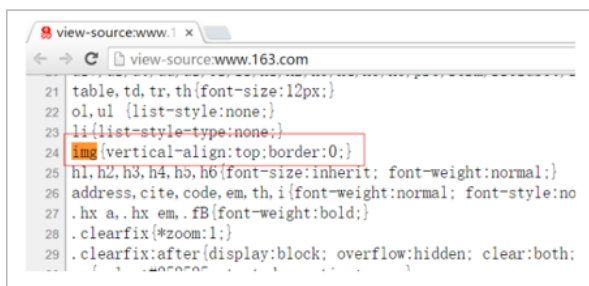 view-source:www.1
view-source:www.163.com
21 table,td,tr,th{font-size:12px;}
22 ol,ul {list-style:none;}
23 li{list-style-type:none;}
24 img{vertical-align:top;border:0;}
25 h1,h2,h3,h4,h5,h6{font-size:inherit; font-weight:normal;}
26 address,cite,code,em,th,i{font-weight:normal; font-style:no
27 .hx a,.hx em,.fB{font-weight:bold;}
28 .clearfix{*zoom:1;}
29 .clearfix:after{display:block; overflow:hidden; clear:both;